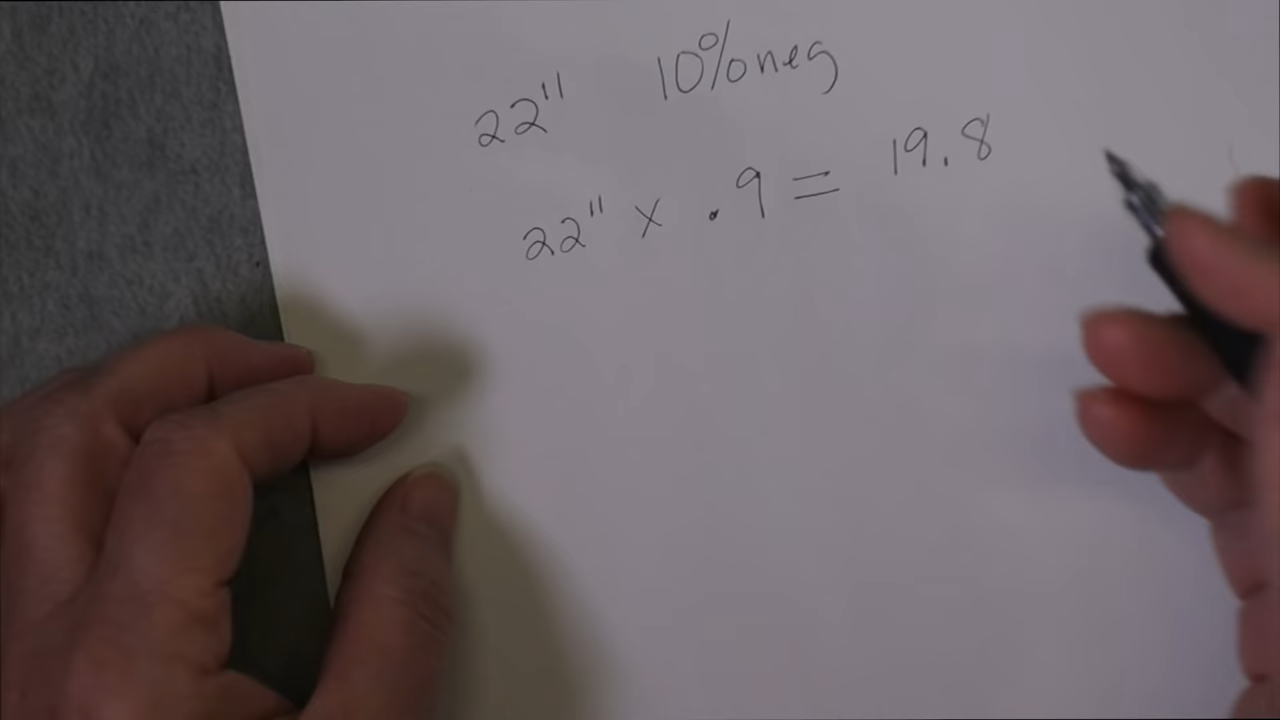 22" 10% neg
22" x .9 = 19.8